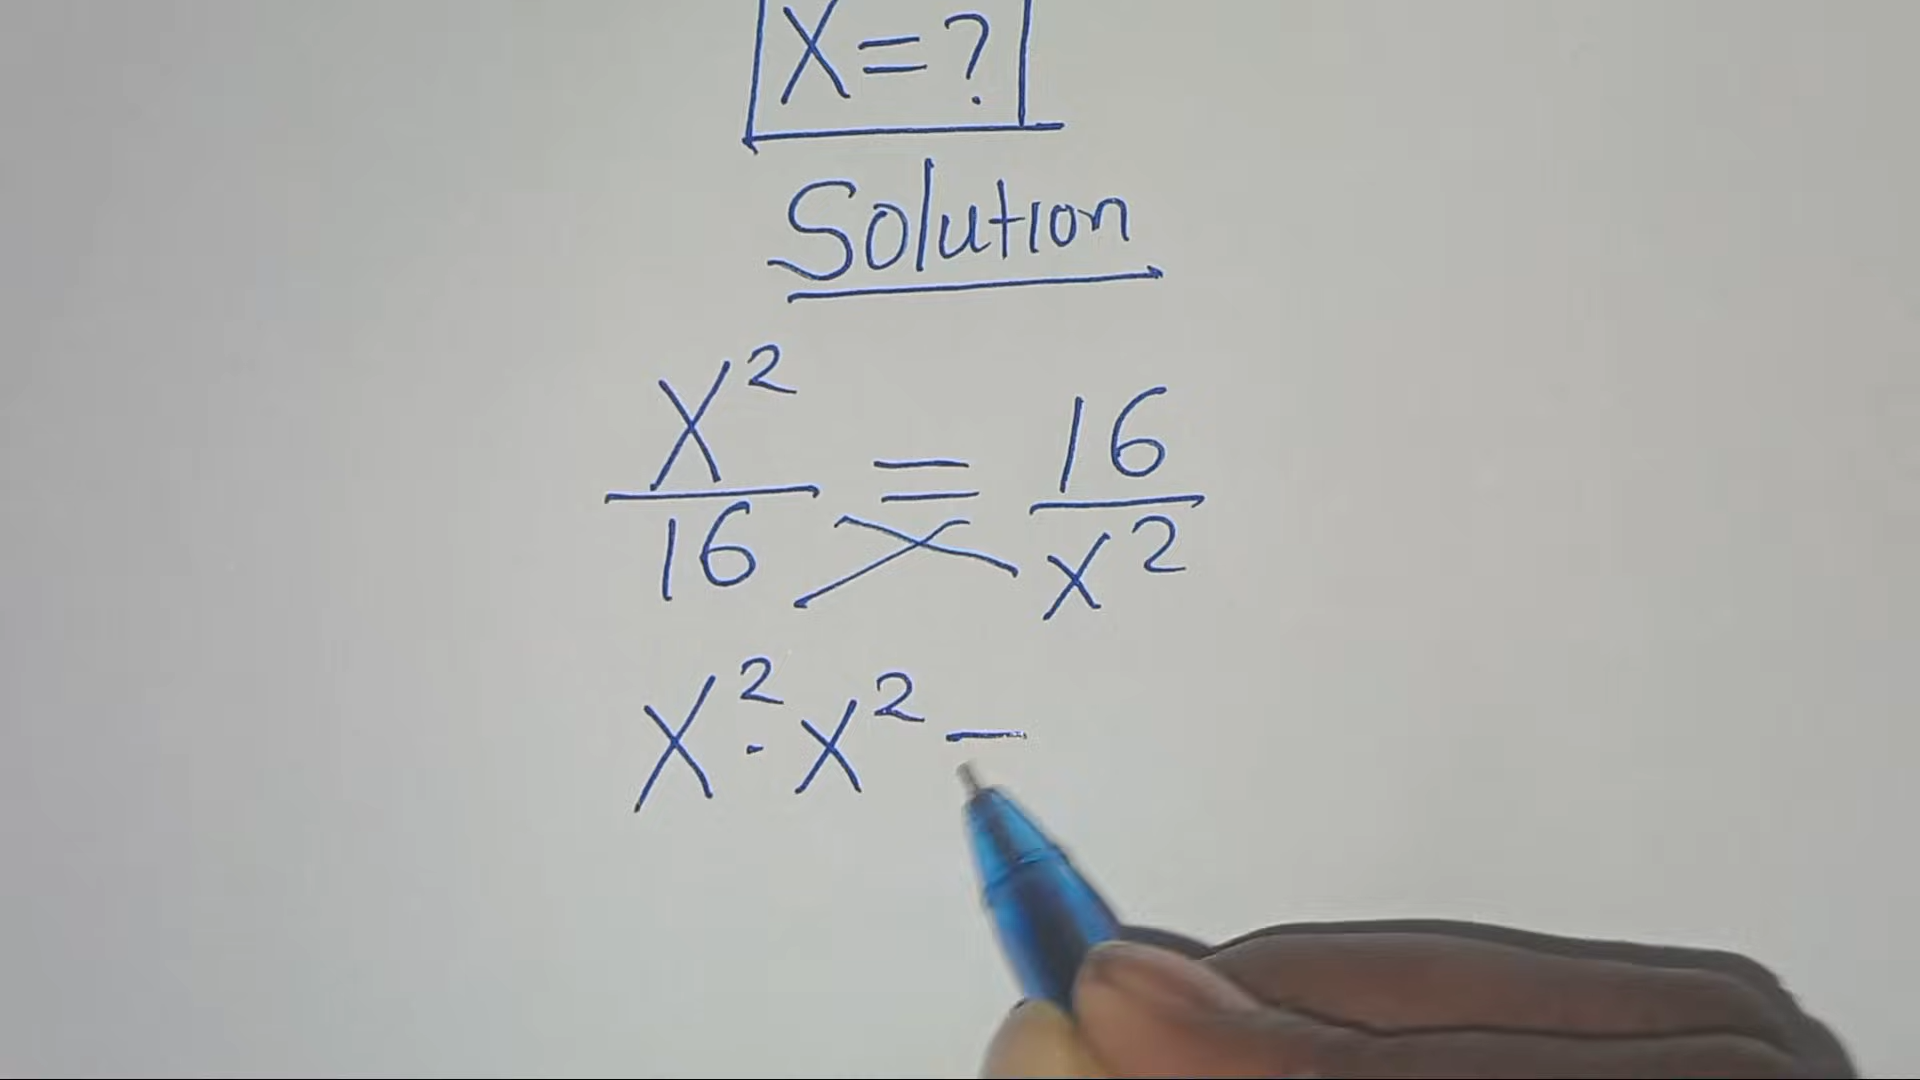 X=?
Solution
X²/16 = 16/x²
X²·x² –